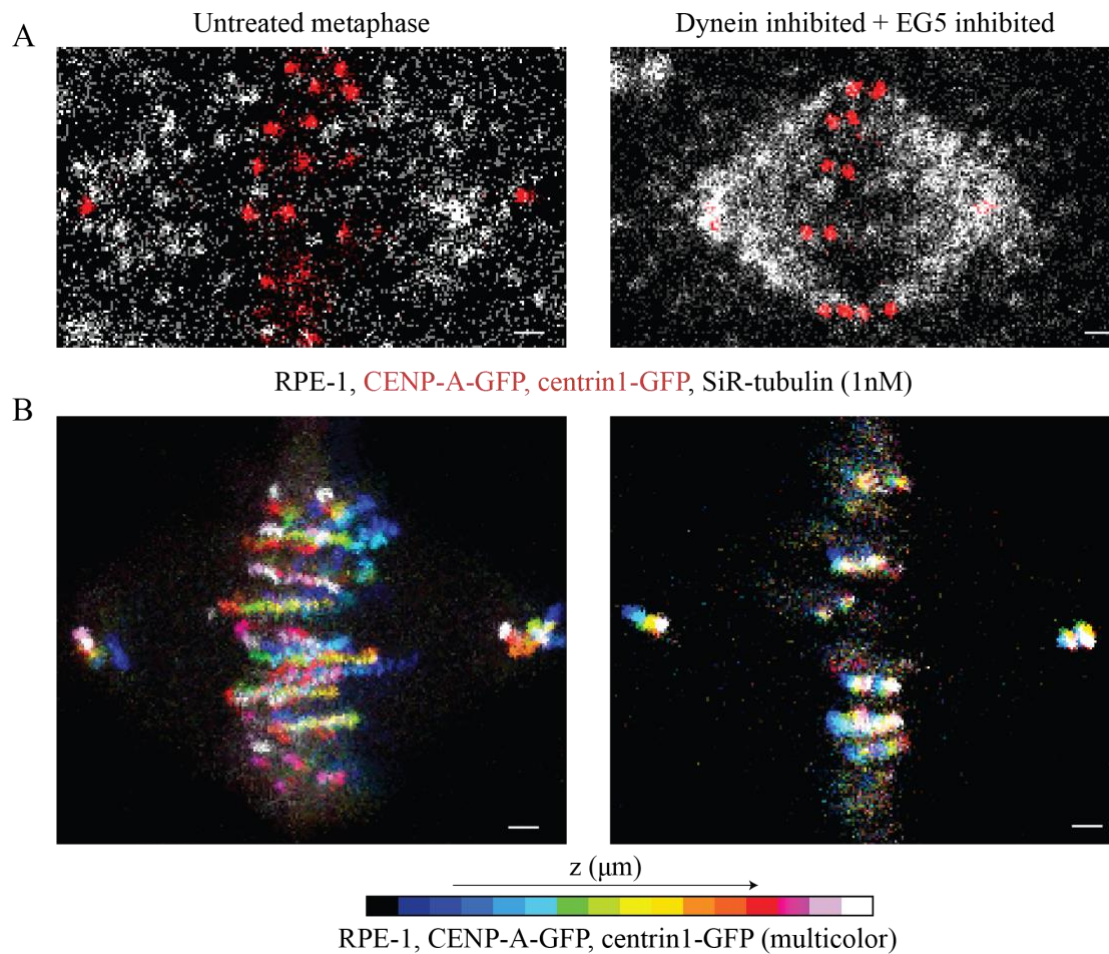 A
Untreated metaphase
Dynein inhibited + EG5 inhibited
RPE-1, CENP-A-GFP, centrin1-GFP, SiR-tubulin (1nM)
B
z (μm)
RPE-1, CENP-A-GFP, centrin1-GFP (multicolor)